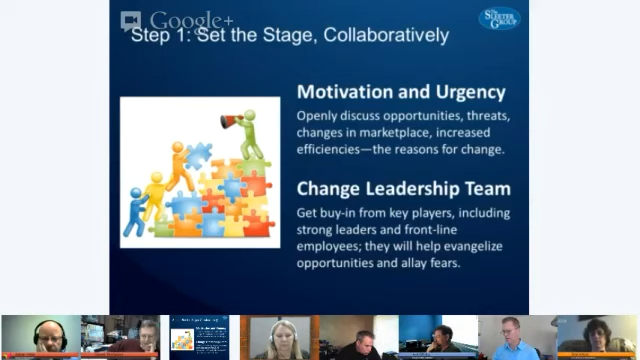 Google+
Step 1: Set the Stage, Collaboratively
The
SLEETER
GROUP
Motivation and Urgency
Openly discuss opportunities, threats,
changes in marketplace, increased
efficiencies—the reasons for change.
Change Leadership Team
Get buy-in from key players, including
strong leaders and front-line
employees; they will help evangelize
opportunities and allay fears.